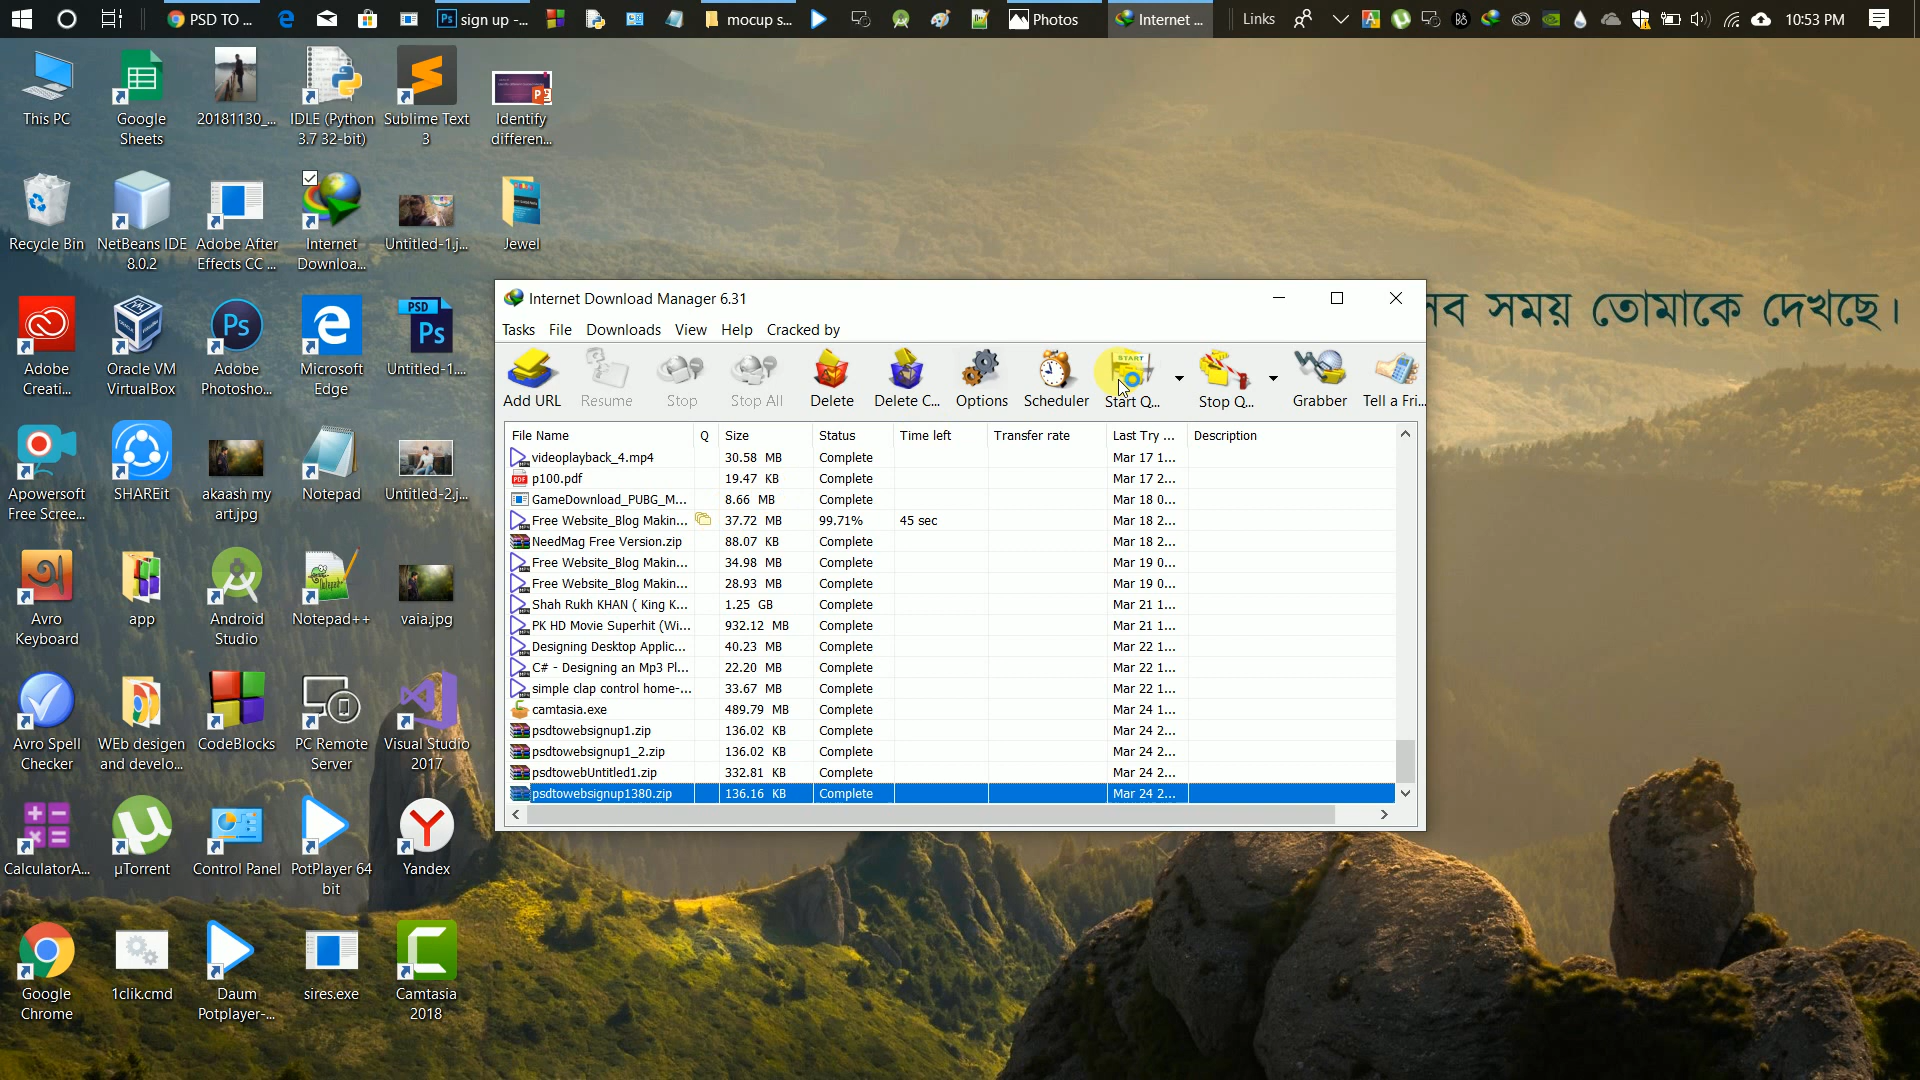 PSD TO ...
sign up -...
mocup s...
Photos
Internet ...
Links
10:53 PM
This PC
Google Sheets
20181130_...
IDLE (Python 3.7 32-bit)
Sublime Text 3
Identify differen...
Recycle Bin
NetBeans IDE 8.0.2
Adobe After Effects CC ...
Internet Downloa...
Untitled-1.j...
Jewel
Adobe Creati...
Oracle VM VirtualBox
Adobe Photosho...
Microsoft Edge
Untitled-1....
Apowersoft Free Scree...
SHAREit
akaash my art.jpg
Notepad
Untitled-2.j...
Avro Keyboard
app
Android Studio
Notepad++
vaia.jpg
Avro Spell Checker
WEb desigen and develo...
CodeBlocks
PC Remote Server
Visual Studio 2017
CalculatorA...
µTorrent
Control Panel
PotPlayer 64 bit
Yandex
Google Chrome
1clik.cmd
Daum Potplayer-...
sires.exe
Camtasia 2018
সময় তোমাকে দেখছে।
Internet Download Manager 6.31
Tasks File Downloads View Help Cracked by
Add URL Resume Stop Stop All Delete Delete C... Options Scheduler Start Q... Stop Q... Grabber Tell a Fri...
File Name Q Size Status Time left Transfer rate Last Try ... Description
videoplayback_4.mp4 30.58 MB Complete Mar 17 1...
p100.pdf 19.47 KB Complete Mar 17 2...
GameDownload_PUBG_M... 8.66 MB Complete Mar 18 0...
Free Website_Blog Makin... 37.72 MB 99.71% 45 sec Mar 18 2...
NeedMag Free Version.zip 88.07 KB Complete Mar 18 2...
Free Website_Blog Makin... 34.98 MB Complete Mar 19 0...
Free Website_Blog Makin... 28.93 MB Complete Mar 19 0...
Shah Rukh KHAN ( King K... 1.25 GB Complete Mar 21 1...
PK HD Movie Superhit (Wi... 932.12 MB Complete Mar 21 1...
Designing Desktop Applic... 40.23 MB Complete Mar 22 1...
C# - Designing an Mp3 Pl... 22.20 MB Complete Mar 22 1...
simple clap control home-... 33.67 MB Complete Mar 22 1...
camtasia.exe 489.79 MB Complete Mar 24 1...
psdtowebsignup1.zip 136.02 KB Complete Mar 24 2...
psdtowebsignup1_2.zip 136.02 KB Complete Mar 24 2...
psdtowebUntitled1.zip 332.81 KB Complete Mar 24 2...
psdtowebsignup1380.zip 136.16 KB Complete Mar 24 2...